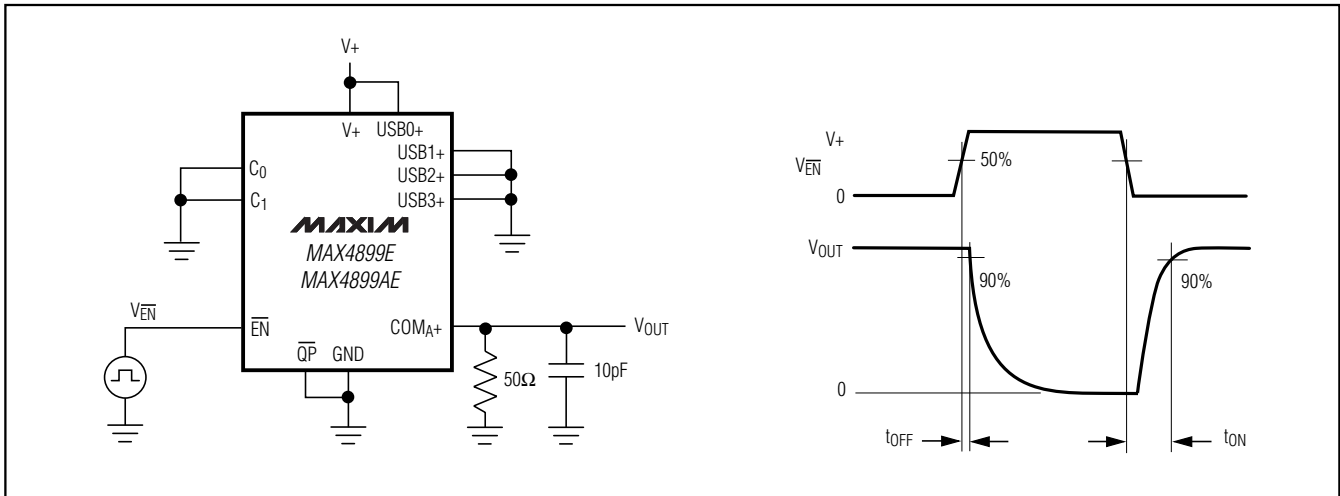 V+
V+ USB0+
USB1+
C0
USB2+
C1
USB3+
MAXIM
MAX4899E
MAX4899AE
VEN
EN
COMA+
VOUT
QP GND
50Ω
10pF
V+
VEN
50%
0
VOUT
90%
90%
0
tOFF
tON